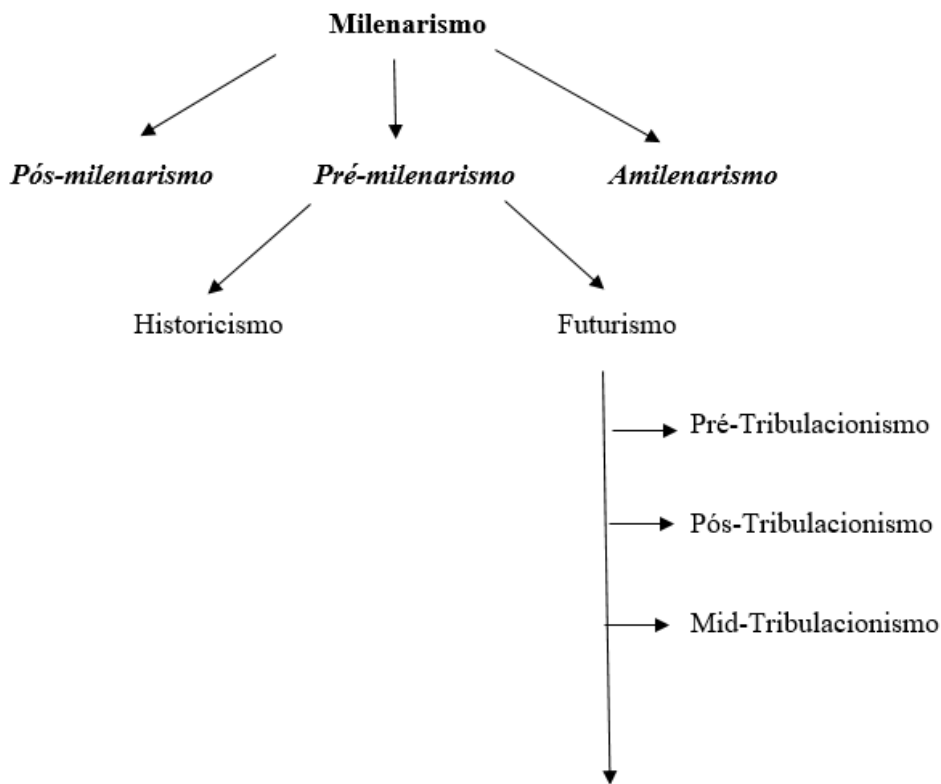 Milenarismo
Pós-milenarismo Pré-milenarismo Amilenarismo
Historicismo Futurismo
Pré-Tribulacionismo
Pós-Tribulacionismo
Mid-Tribulacionismo